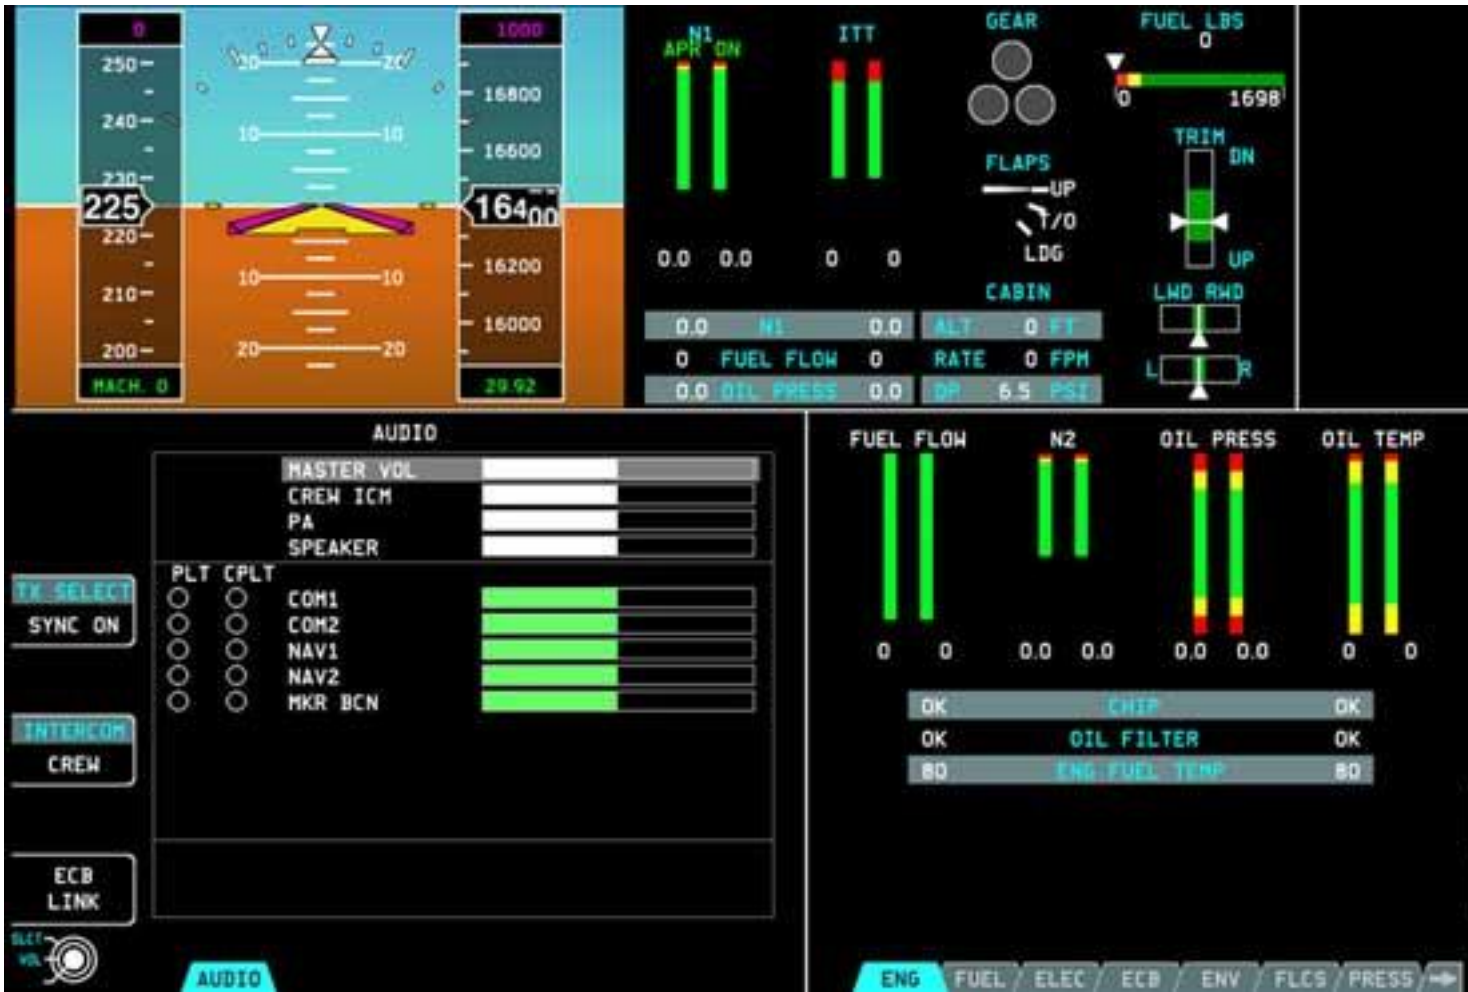 0
250
240
230
225
220
210
200
MACH. 0
20 20
10 10
10 10
20 20
1000
16800
16600
16400
16200
16000
29.92
N1 ITT
APR ON
0.0 0.0 0 0
0.0 N1 0.0
0 FUEL FLOW 0
0.0 OIL PRESS 0.0
GEAR
FLAPS
UP
T/O
LDG
CABIN
ALT 0 FT
RATE 0 FPM
DP 6.5 PSI
FUEL LBS
0
0 1698
TRIM
DN
UP
LWD RWD
L R
AUDIO
MASTER VOL
CREW ICM
PA
SPEAKER
PLT CPLT
COM1
COM2
NAV1
NAV2
MKR BCN
TX SELECT
SYNC ON
INTERCOM
CREW
ECB
LINK
SLCT
VOL
AUDIO
FUEL FLOW N2 OIL PRESS OIL TEMP
0 0 0.0 0.0 0.0 0.0 0 0
OK CHIP OK
OK OIL FILTER OK
80 ENG FUEL TEMP 80
ENG FUEL ELEC ECB ENV FLCS PRESS